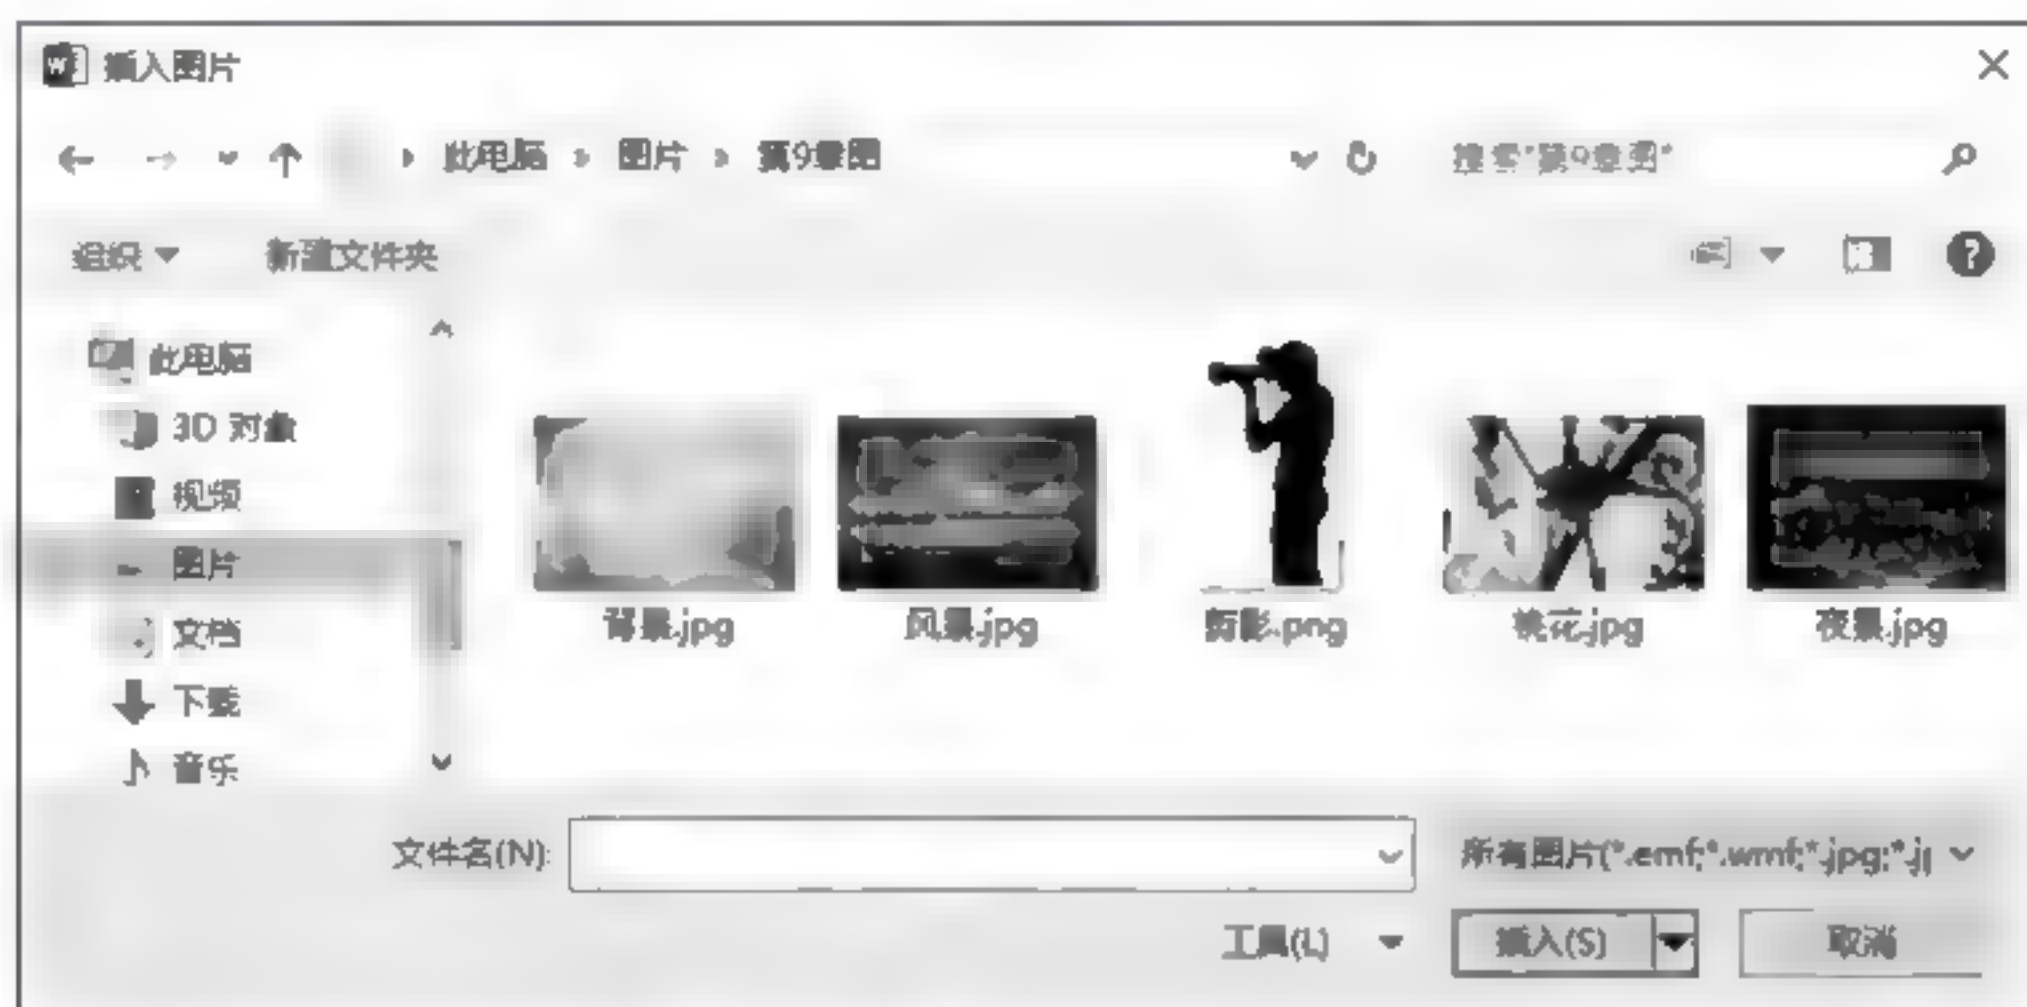 插入图片
此电脑 › 图片 › 第9章图
搜索"第9章图"
组织 新建文件夹
此电脑
3D 对象
视频
图片
文档
下载
音乐
背景.jpg 风景.jpg 剪影.png 桃花.jpg 夜景.jpg
文件名(N):
所有图片(*.emf;*.wmf;*.jpg;*.j
工具(L) 插入(S) 取消